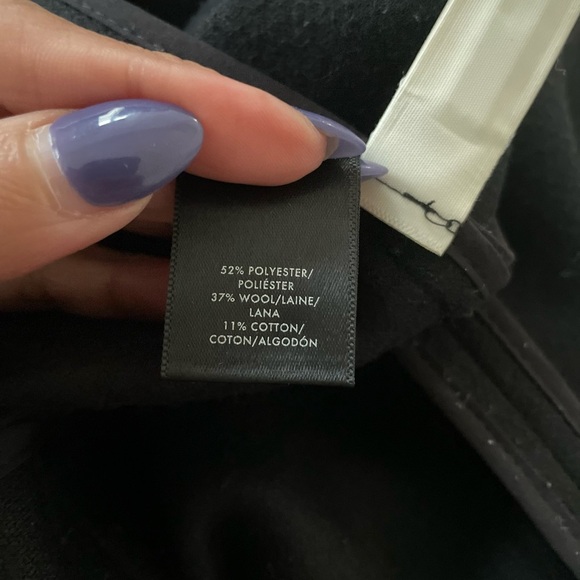 52% POLYESTER/
POLIÉSTER
37% WOOL/LAINE/
LANA
11% COTTON/
COTON/ALGODÓN